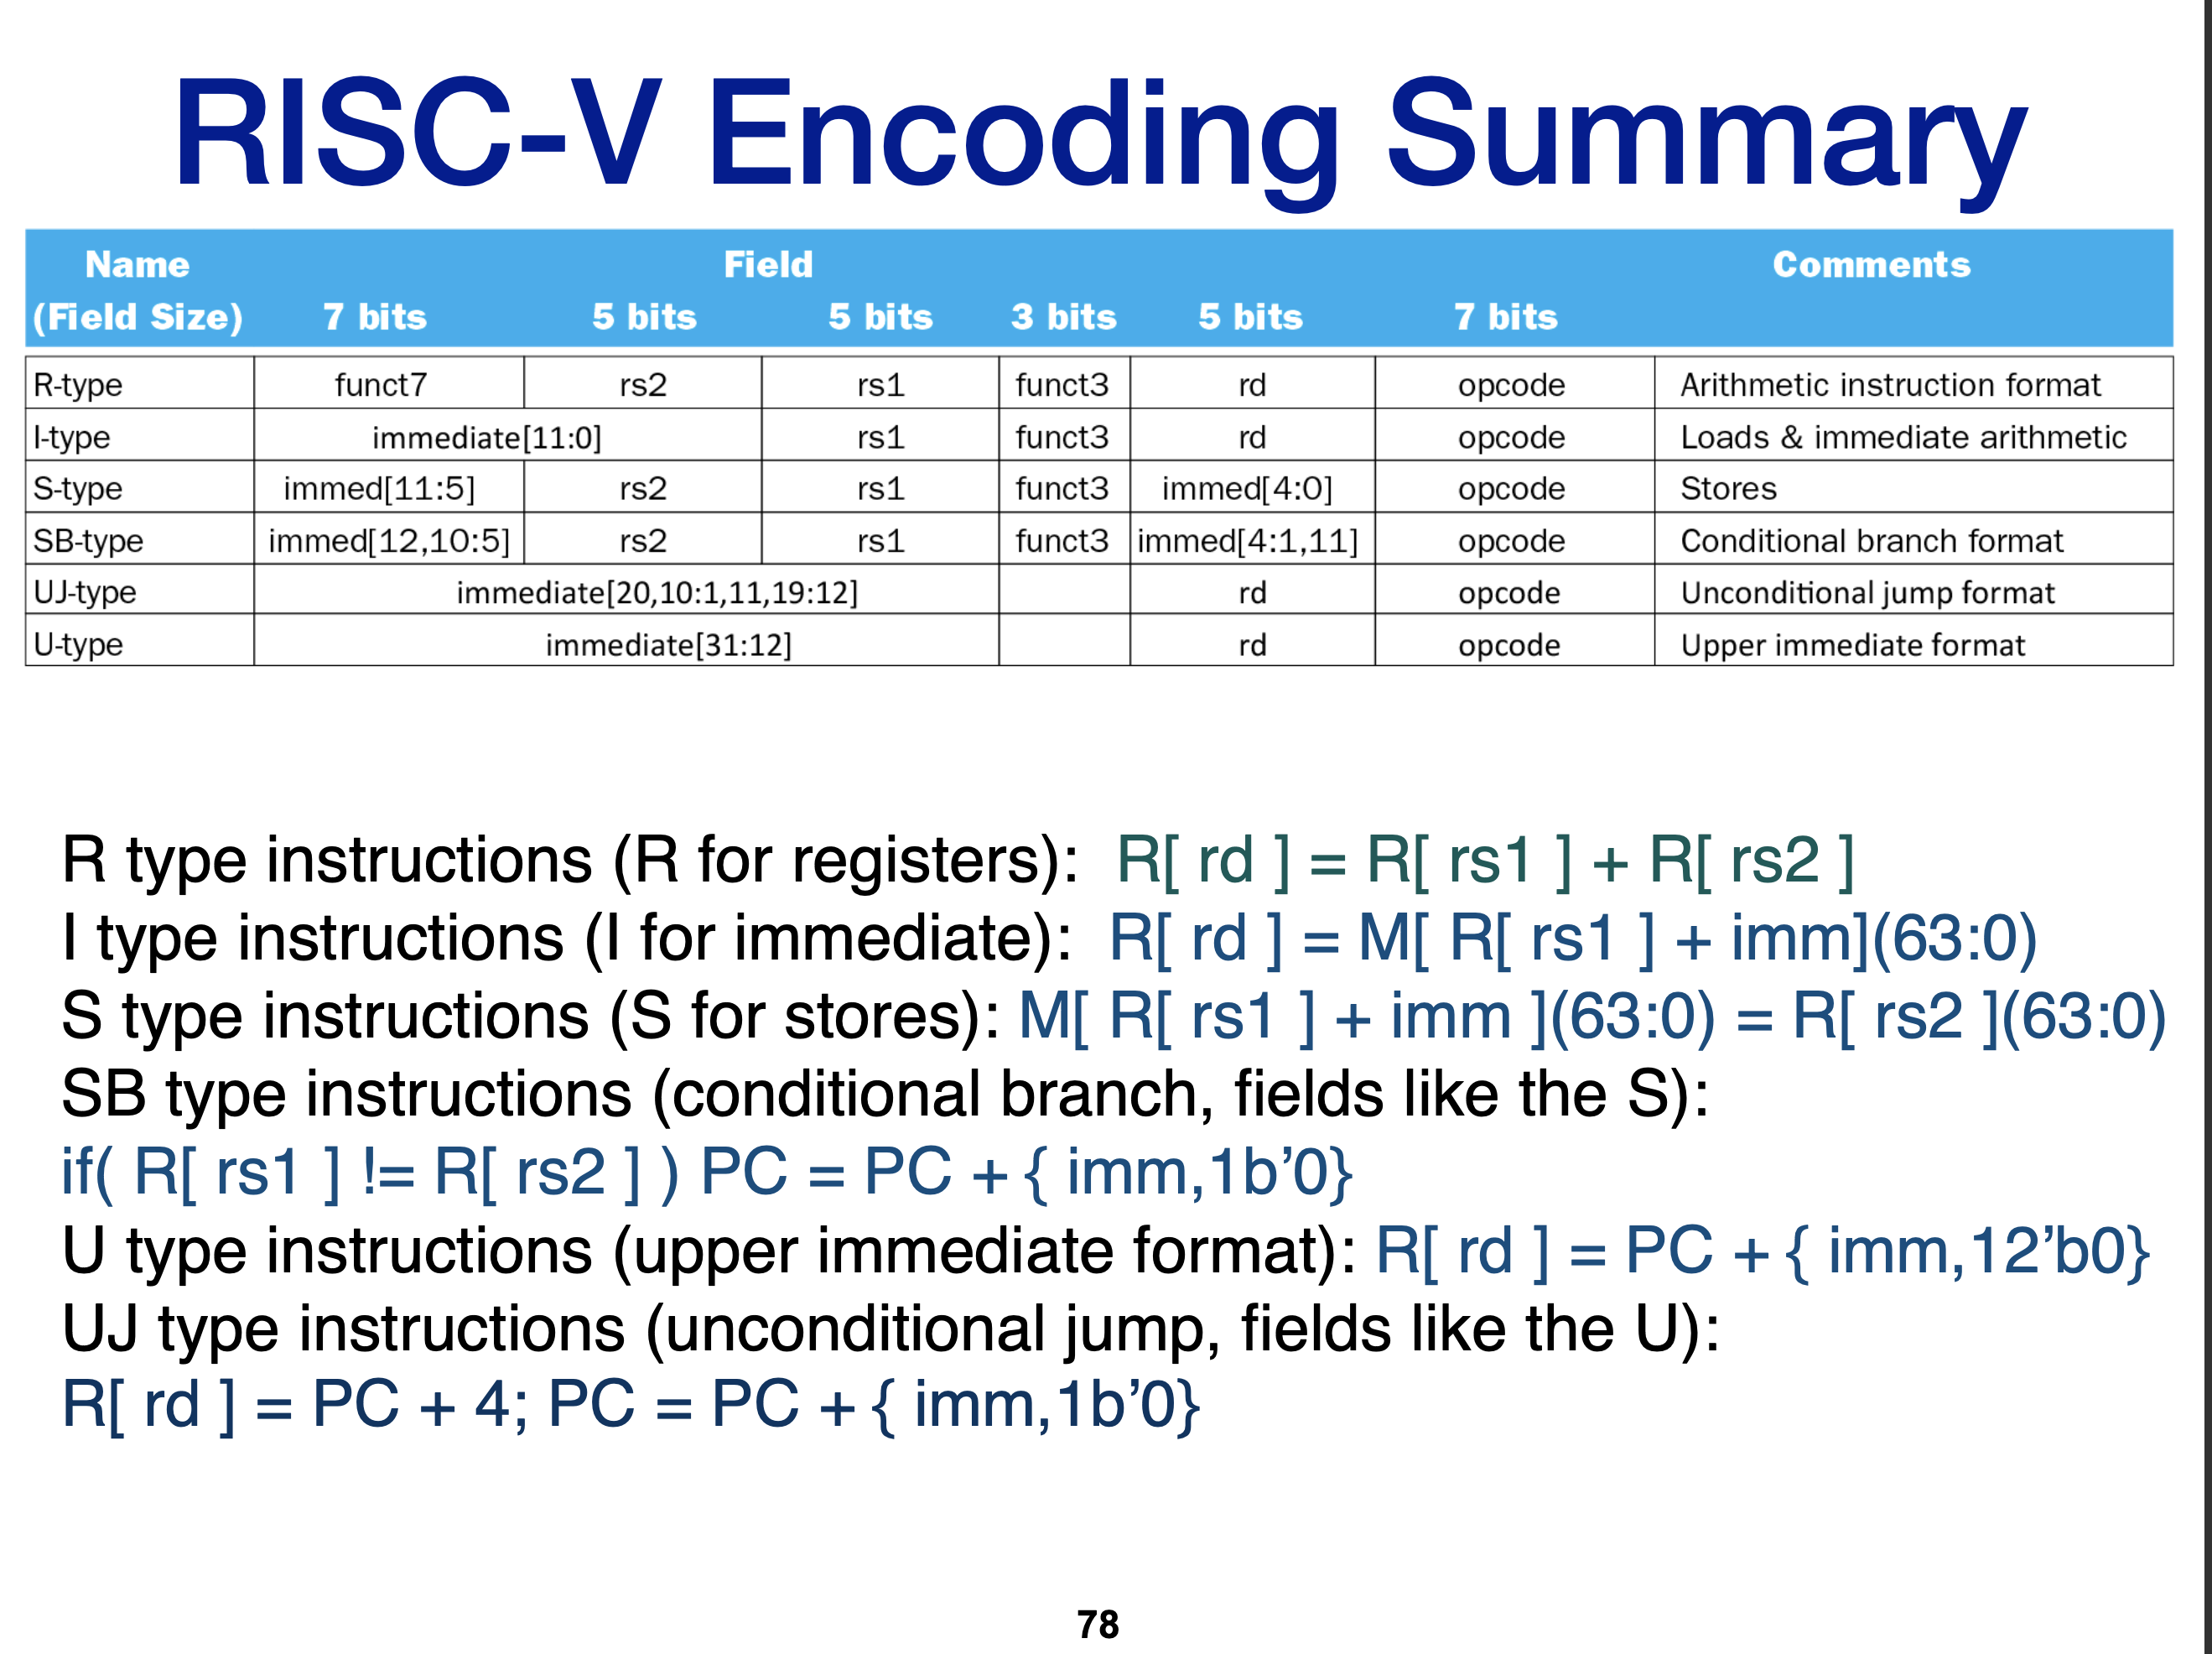 RISC-V Encoding Summary
Name Field Comments
(Field Size) 7 bits 5 bits 5 bits 3 bits 5 bits 7 bits
R-type funct7 rs2 rs1 funct3 rd opcode Arithmetic instruction format
I-type immediate[11:0] rs1 funct3 rd opcode Loads & immediate arithmetic
S-type immed[11:5] rs2 rs1 funct3 immed[4:0] opcode Stores
SB-type immed[12,10:5] rs2 rs1 funct3 immed[4:1,11] opcode Conditional branch format
UJ-type immediate[20,10:1,11,19:12] rd opcode Unconditional jump format
U-type immediate[31:12] rd opcode Upper immediate format
R type instructions (R for registers): R[ rd ] = R[ rs1 ] + R[ rs2 ]
I type instructions (I for immediate): R[ rd ] = M[ R[ rs1 ] + imm](63:0)
S type instructions (S for stores): M[ R[ rs1 ] + imm ](63:0) = R[ rs2 ](63:0)
SB type instructions (conditional branch, fields like the S):
if( R[ rs1 ] != R[ rs2 ] ) PC = PC + { imm,1b’0}
U type instructions (upper immediate format): R[ rd ] = PC + { imm,12’b0}
UJ type instructions (unconditional jump, fields like the U):
R[ rd ] = PC + 4; PC = PC + { imm,1b’0}
78